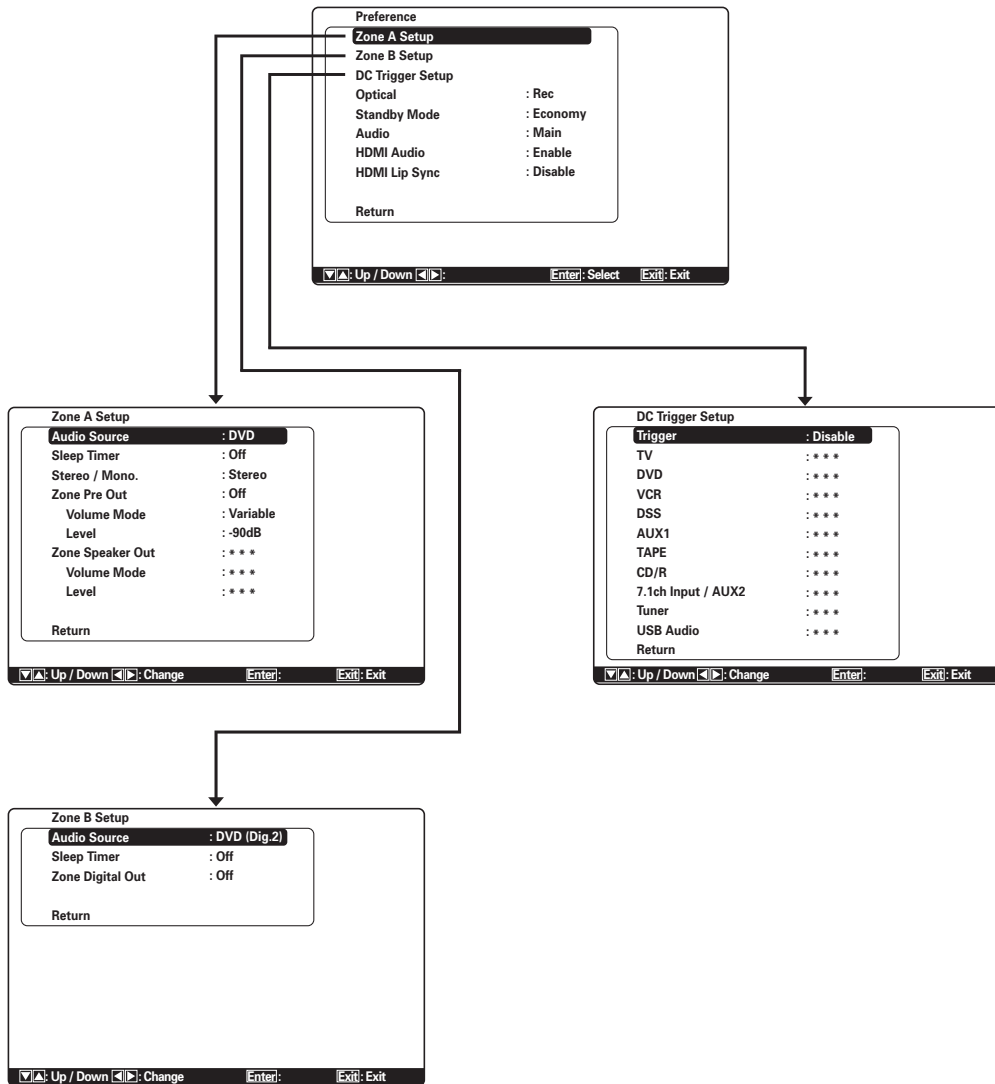 Preference
Zone A Setup
Zone B Setup
DC Trigger Setup
Optical : Rec
Standby Mode : Economy
Audio : Main
HDMI Audio : Enable
HDMI Lip Sync : Disable
Return
▼▲: Up / Down ◀▶: Enter: Select Exit: Exit
Zone A Setup
Audio Source : DVD
Sleep Timer : Off
Stereo / Mono. : Stereo
Zone Pre Out : Off
Volume Mode : Variable
Level : -90dB
Zone Speaker Out : * * *
Volume Mode : * * *
Level : * * *
Return
▼▲: Up / Down ◀▶: Change Enter: Exit: Exit
DC Trigger Setup
Trigger : Disable
TV : * * *
DVD : * * *
VCR : * * *
DSS : * * *
AUX1 : * * *
TAPE : * * *
CD/R : * * *
7.1ch Input / AUX2 : * * *
Tuner : * * *
USB Audio : * * *
Return
▼▲: Up / Down ◀▶: Change Enter: Exit: Exit
Zone B Setup
Audio Source : DVD (Dig.2)
Sleep Timer : Off
Zone Digital Out : Off
Return
▼▲: Up / Down ◀▶: Change Enter: Exit: Exit